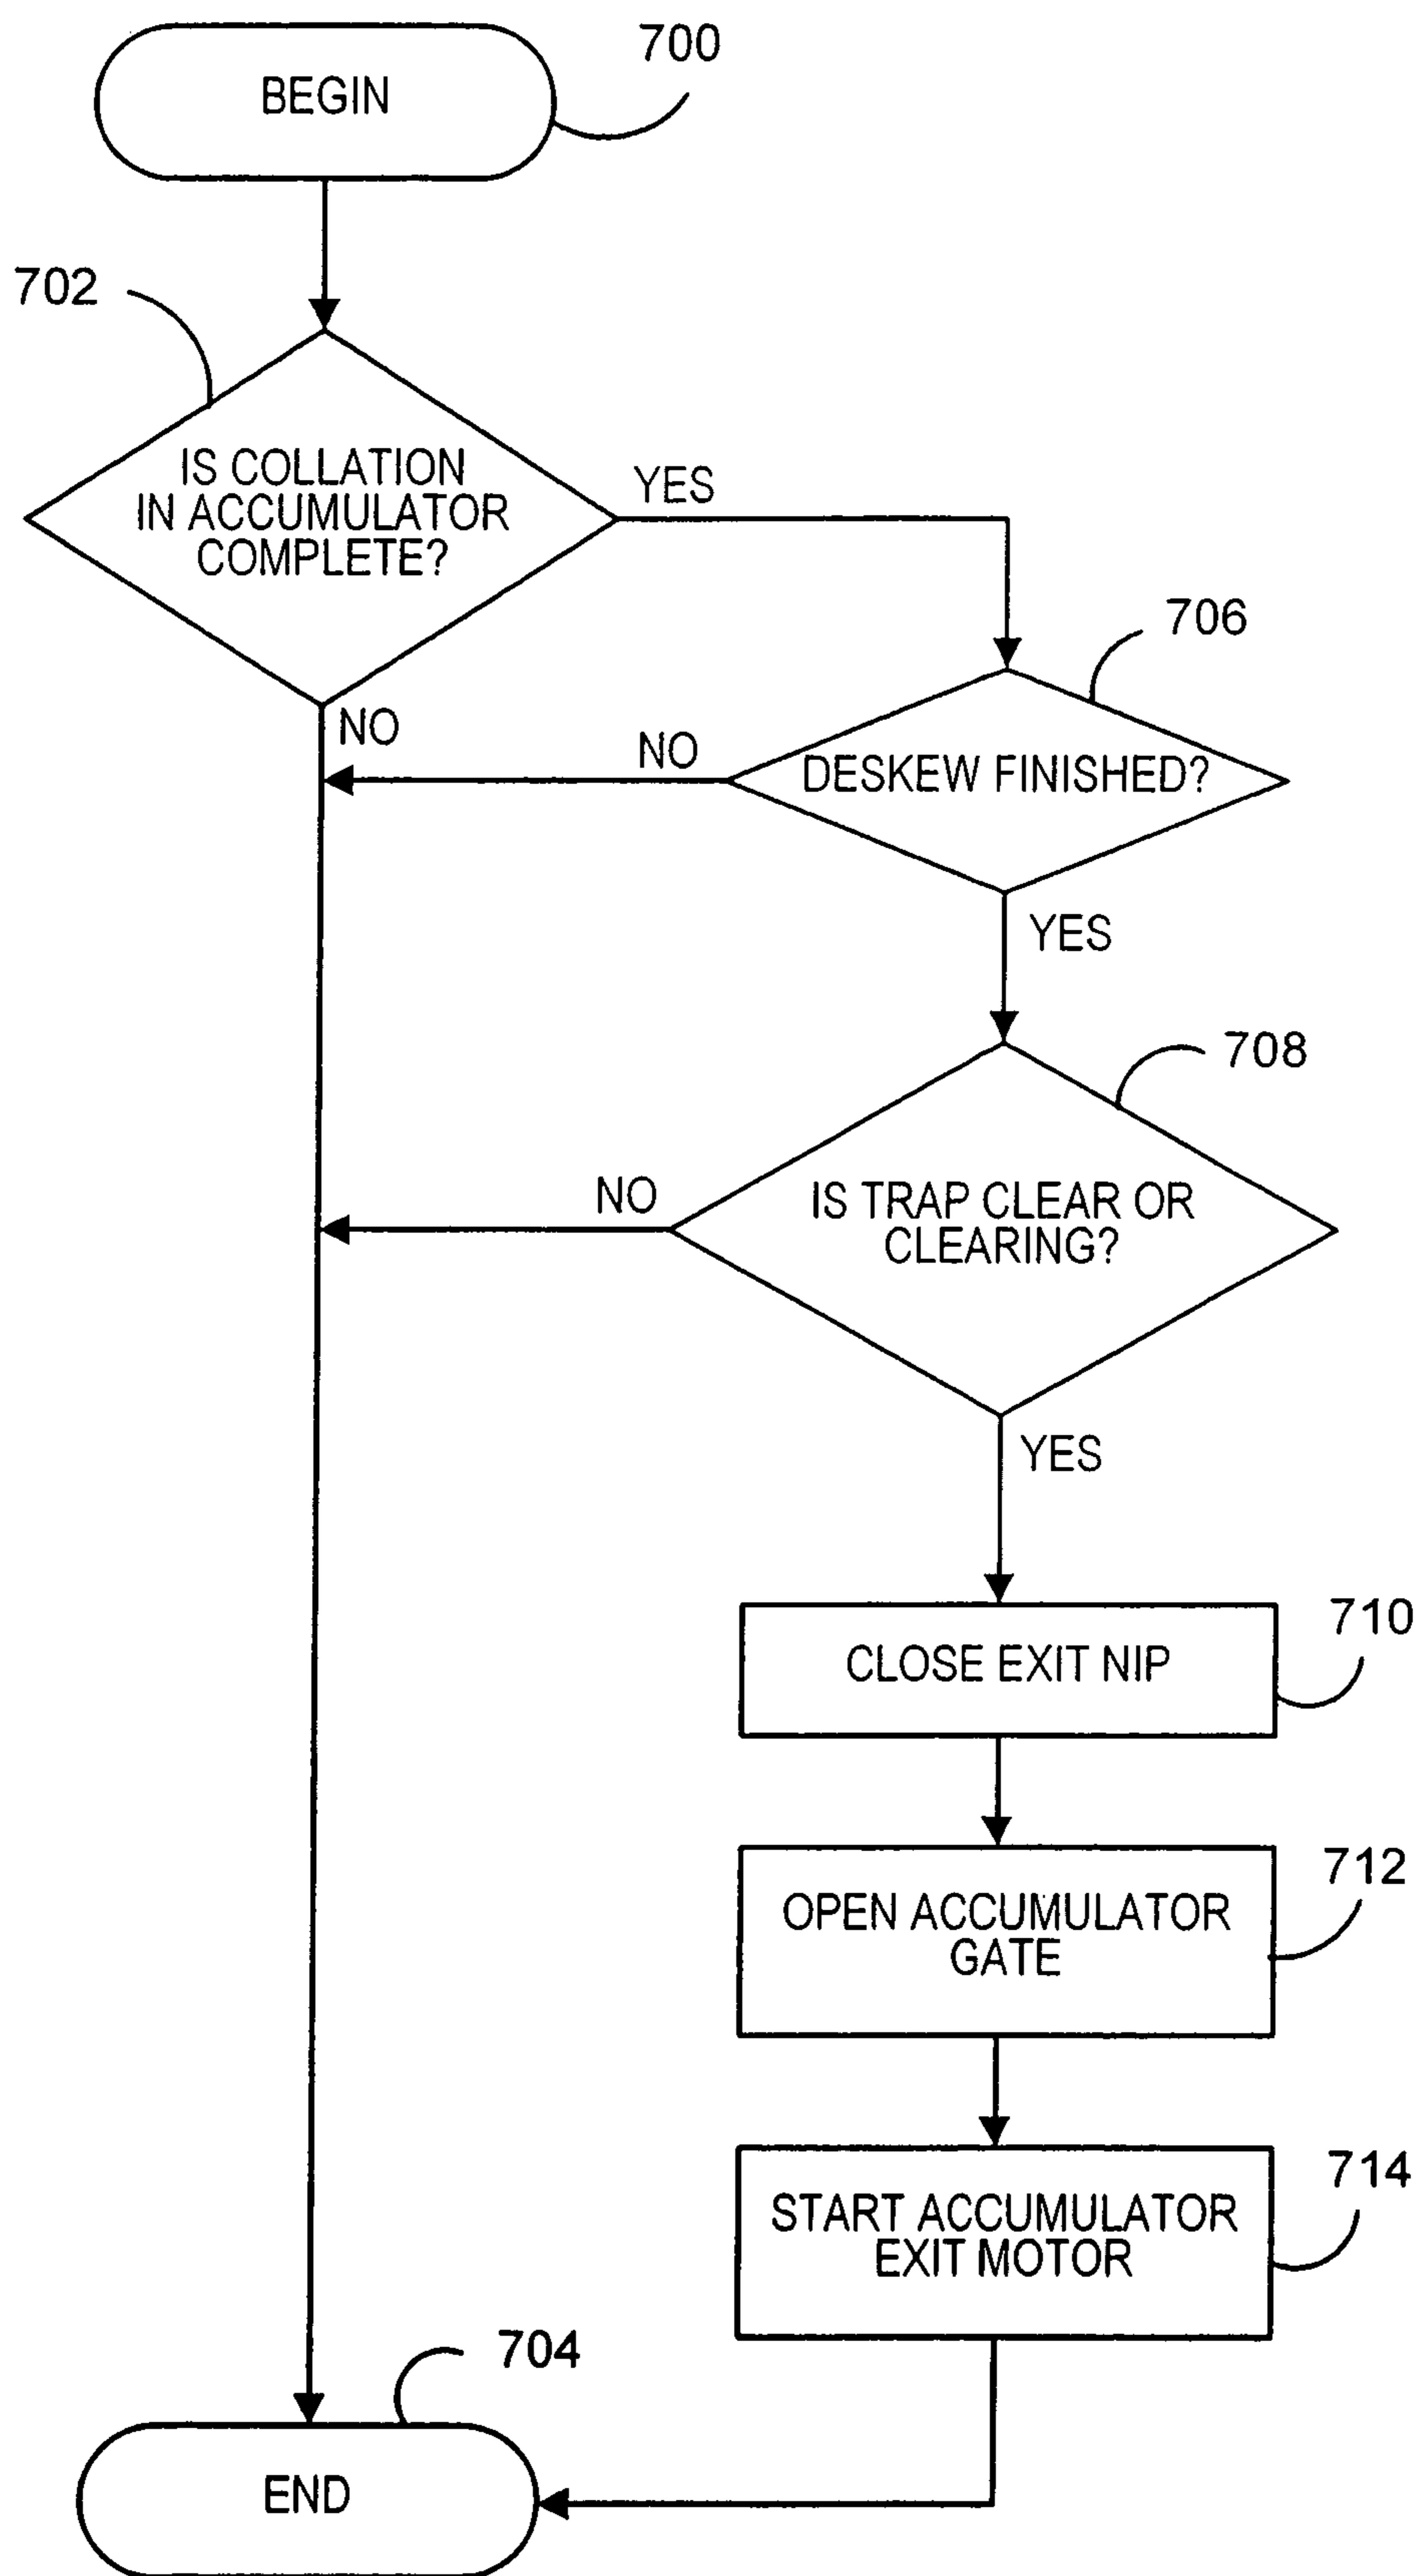 700
BEGIN
702
IS COLLATION
IN ACCUMULATOR
COMPLETE?
YES
706
NO
NO
DESKEW FINISHED?
YES
708
NO
IS TRAP CLEAR OR
CLEARING?
YES
710
CLOSE EXIT NIP
712
OPEN ACCUMULATOR
GATE
714
START ACCUMULATOR
EXIT MOTOR
704
END